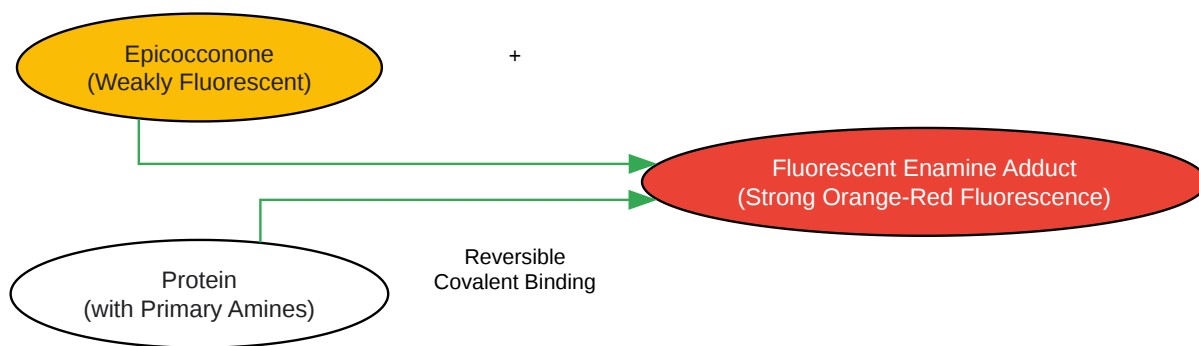 Epicocconone
(Weakly Fluorescent)
+
Fluorescent Enamine Adduct
(Strong Orange-Red Fluorescence)
Protein
(with Primary Amines)
Reversible
Covalent Binding